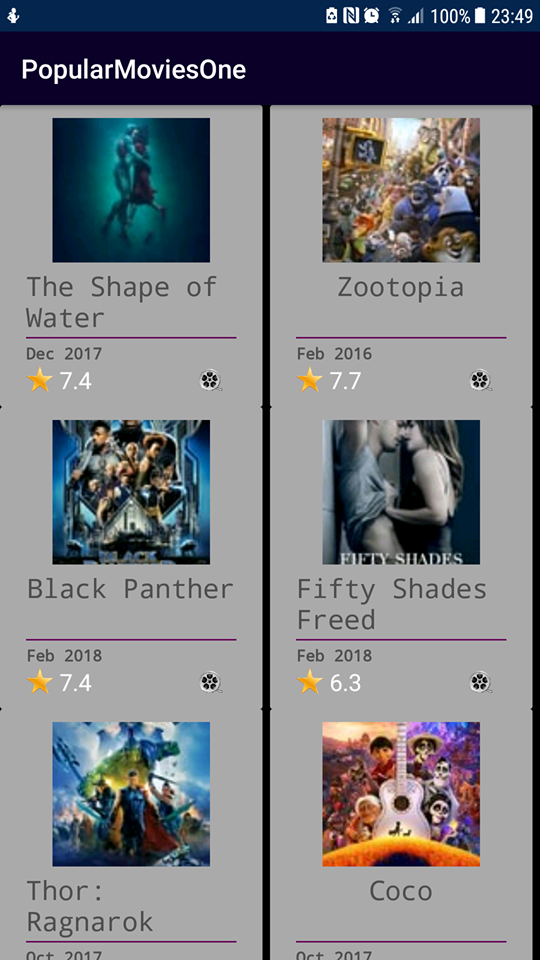 100% 23:49
PopularMoviesOne
The Shape of
Water
Dec 2017
7.4
Zootopia
Feb 2016
7.7
BLACK
Black Panther
Feb 2018
7.4
FIFTY SHADES
Fifty Shades
Freed
Feb 2018
6.3
Thor:
Ragnarok
Oct 2017
Coco
Oct 2017